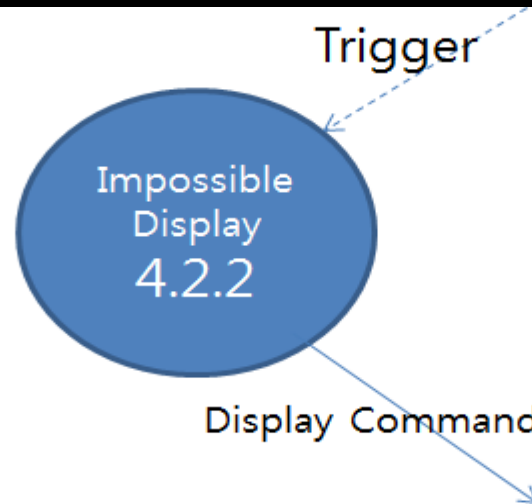 Trigger
Impossible
Display
4.2.2
Display Command